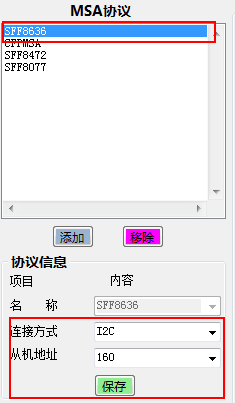 MSA协议
SFF8636
CFPMSA
SFF8472
SFF8077
添加 移除
协议信息
项目 内容
名 称 SFF8636
连接方式 I2C
从机地址 160
保存